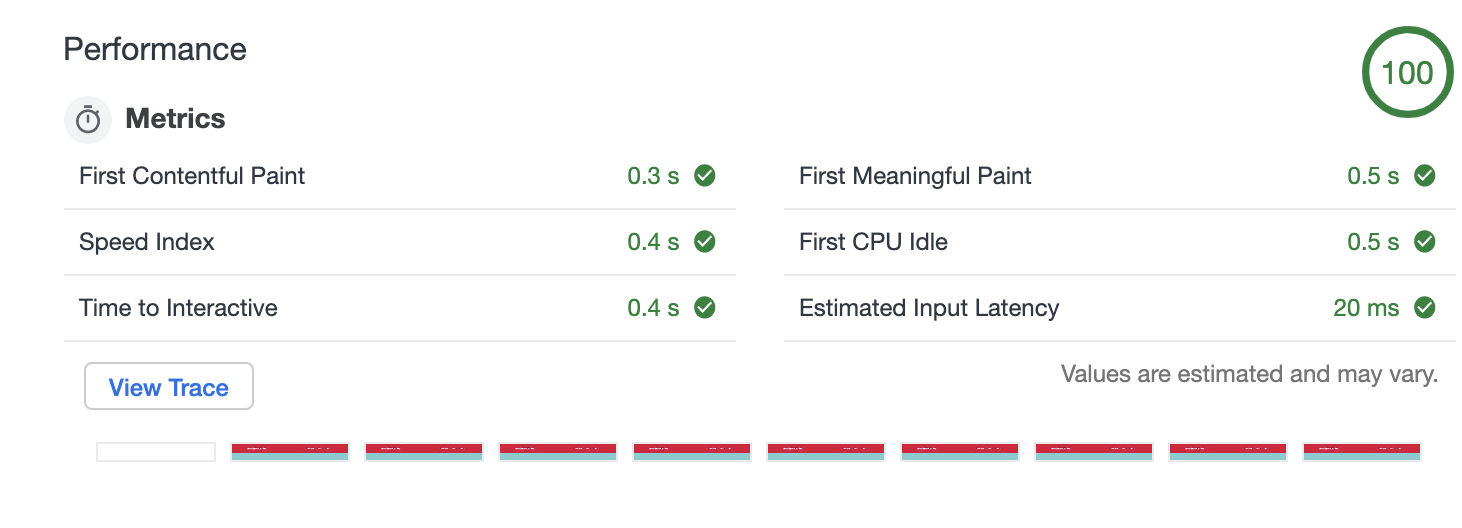 Performance
100
Metrics
First Contentful Paint 0.3 s
First Meaningful Paint 0.5 s
Speed Index 0.4 s
First CPU Idle 0.5 s
Time to Interactive 0.4 s
Estimated Input Latency 20 ms
View Trace
Values are estimated and may vary.